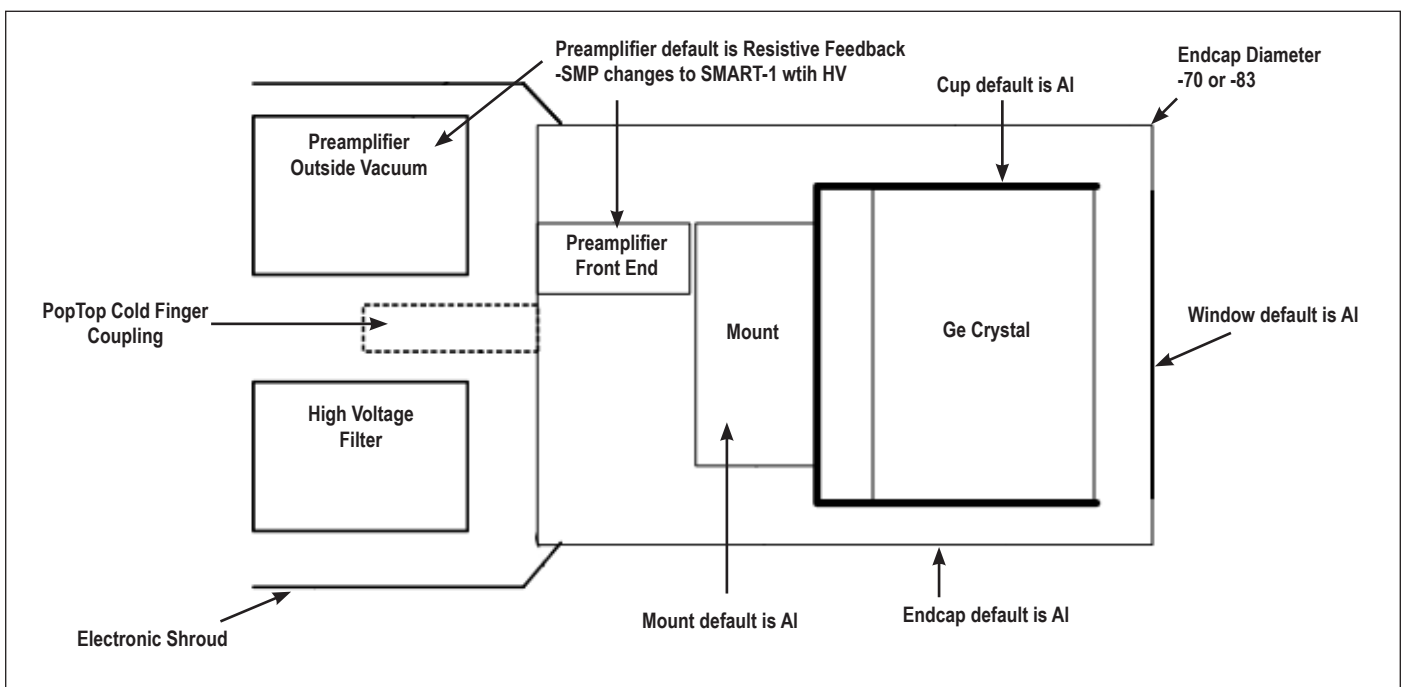 Preamplifier default is Resistive Feedback
-SMP changes to SMART-1 wtih HV
Endcap Diameter
-70 or -83
Cup default is Al
Preamplifier
Outside Vacuum
Preamplifier
Front End
PopTop Cold Finger
Coupling
Mount
Ge Crystal
Window default is Al
High Voltage
Filter
Mount default is Al
Endcap default is Al
Electronic Shroud